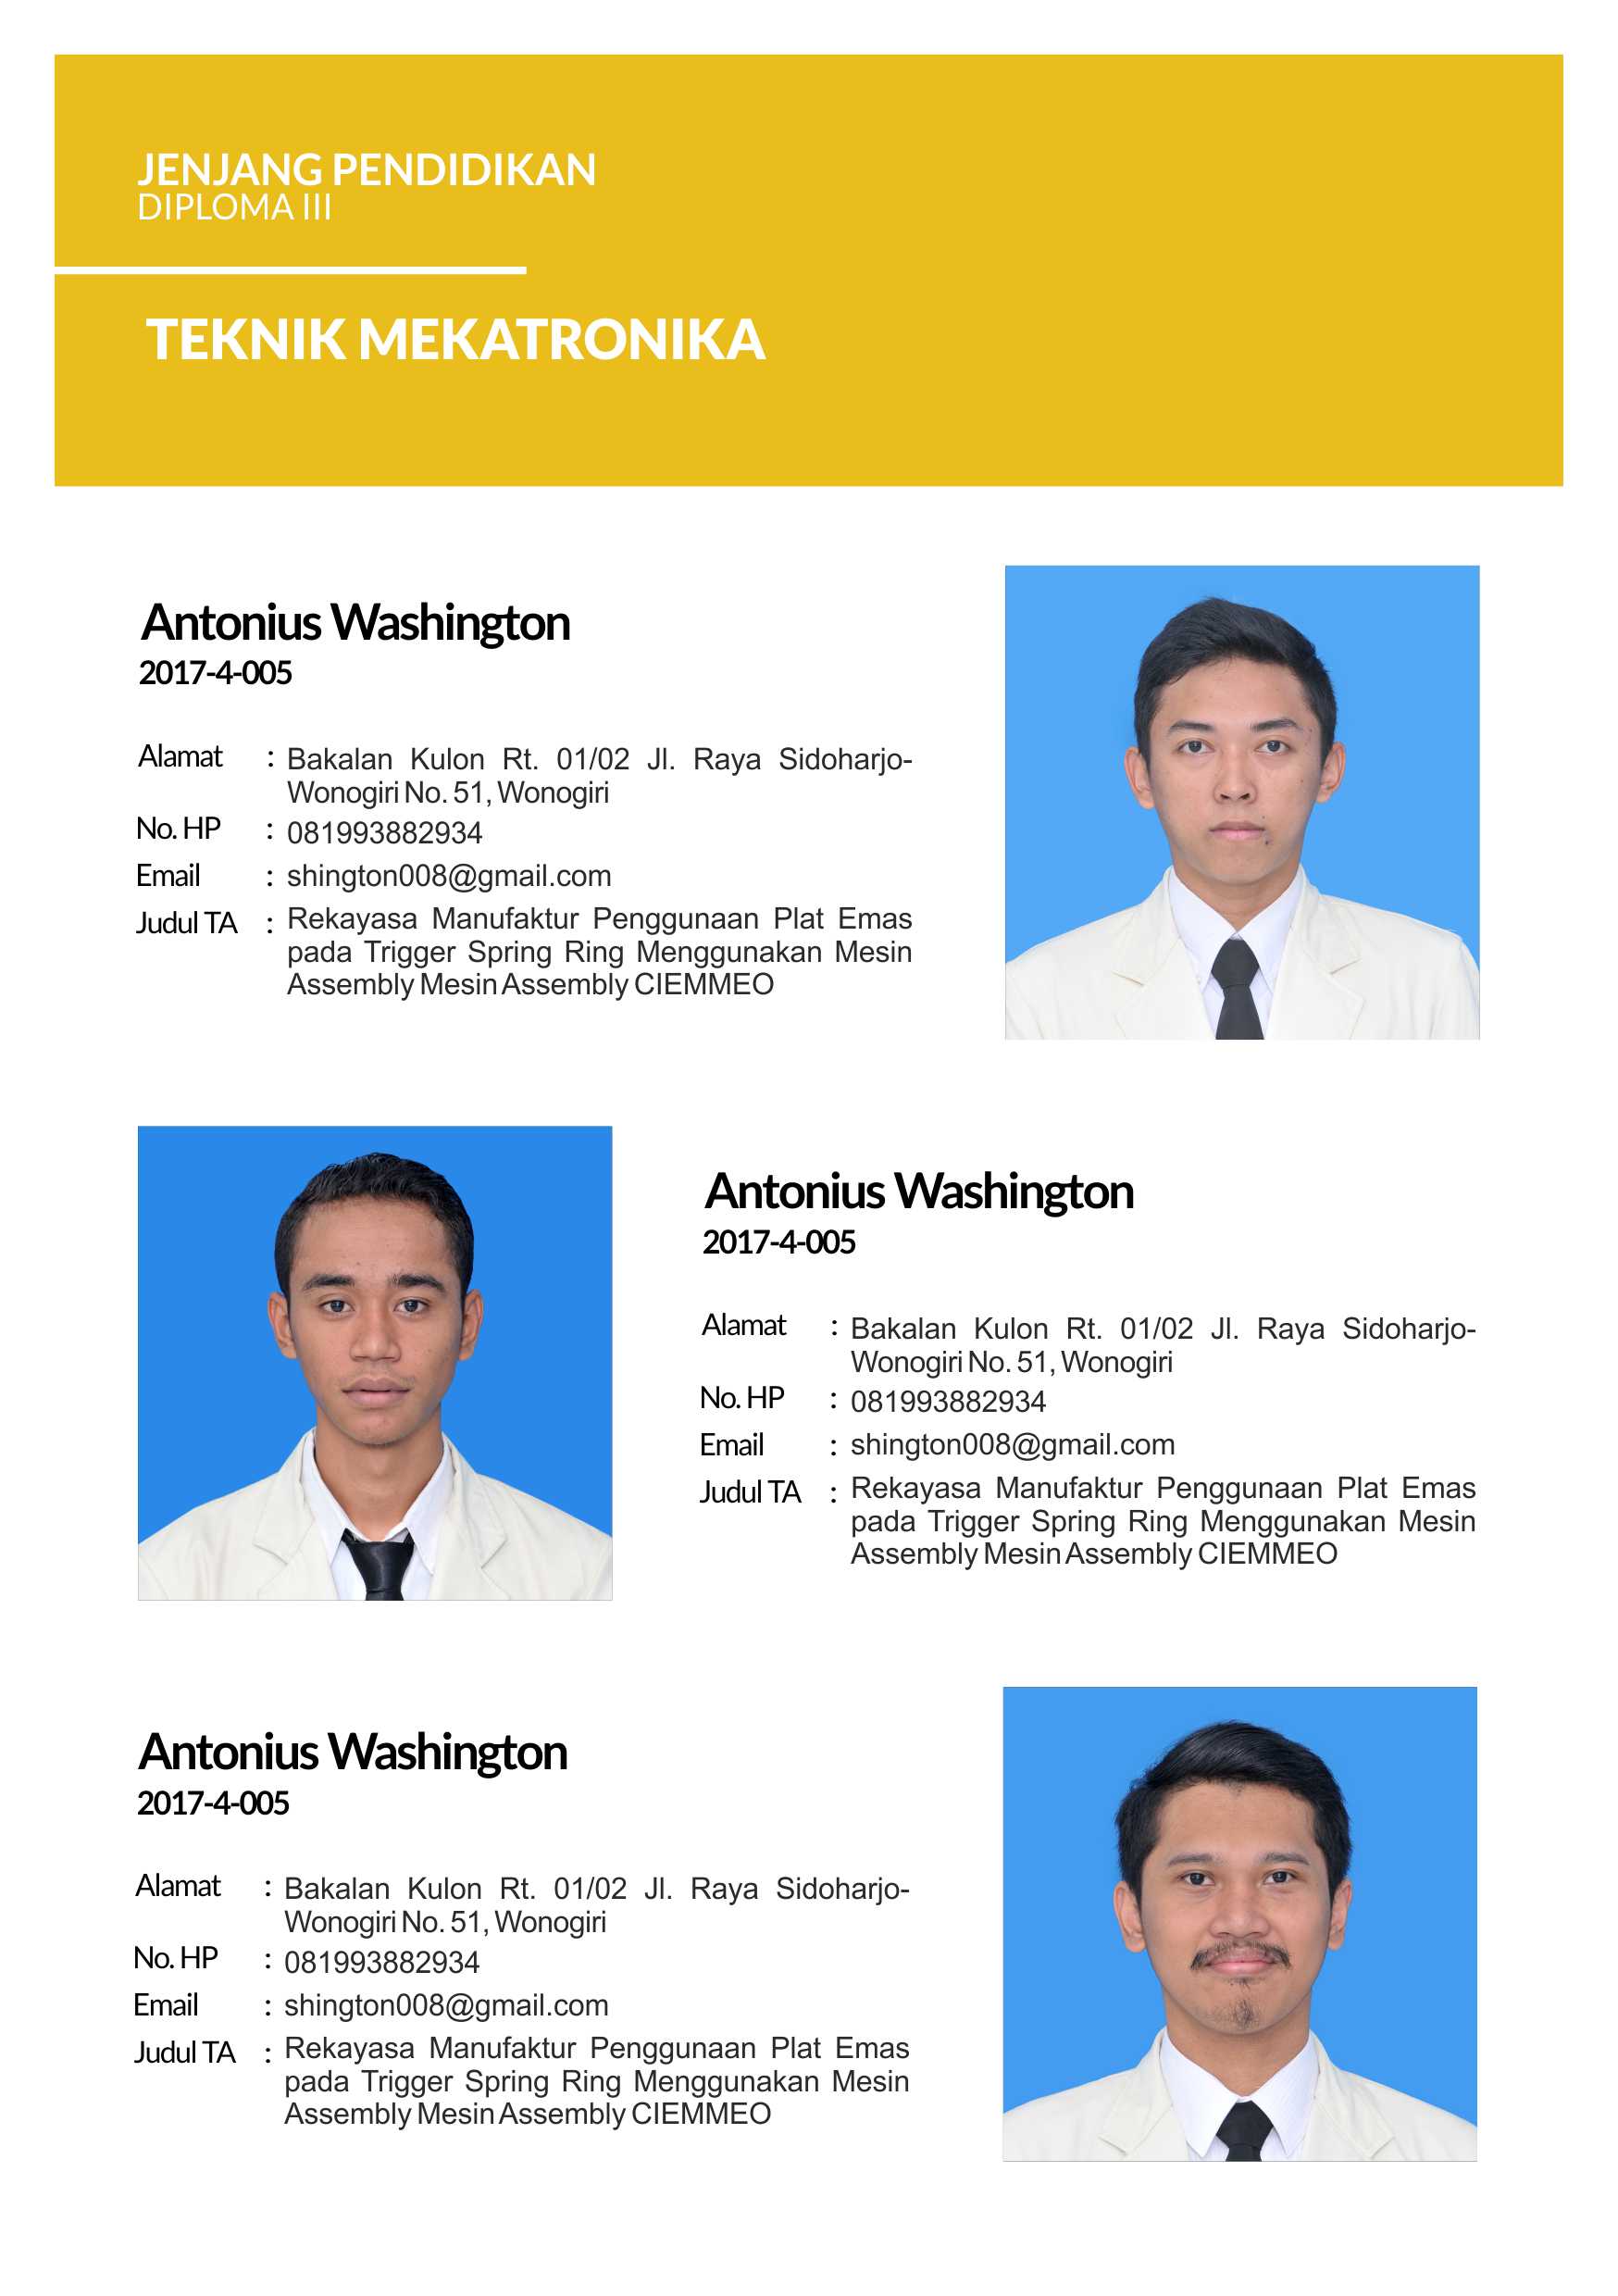 JENJANG PENDIDIKAN
DIPLOMA III
TEKNIK MEKATRONIKA
Antonius Washington
2017-4-005
Alamat : Bakalan Kulon Rt. 01/02 Jl. Raya Sidoharjo-
Wonogiri No. 51, Wonogiri
No. HP : 081993882934
Email : shington008@gmail.com
Judul TA : Rekayasa Manufaktur Penggunaan Plat Emas
pada Trigger Spring Ring Menggunakan Mesin
Assembly Mesin Assembly CIEMMEO
Antonius Washington
2017-4-005
Alamat : Bakalan Kulon Rt. 01/02 Jl. Raya Sidoharjo-
Wonogiri No. 51, Wonogiri
No. HP : 081993882934
Email : shington008@gmail.com
Judul TA : Rekayasa Manufaktur Penggunaan Plat Emas
pada Trigger Spring Ring Menggunakan Mesin
Assembly Mesin Assembly CIEMMEO
Antonius Washington
2017-4-005
Alamat : Bakalan Kulon Rt. 01/02 Jl. Raya Sidoharjo-
Wonogiri No. 51, Wonogiri
No. HP : 081993882934
Email : shington008@gmail.com
Judul TA : Rekayasa Manufaktur Penggunaan Plat Emas
pada Trigger Spring Ring Menggunakan Mesin
Assembly Mesin Assembly CIEMMEO